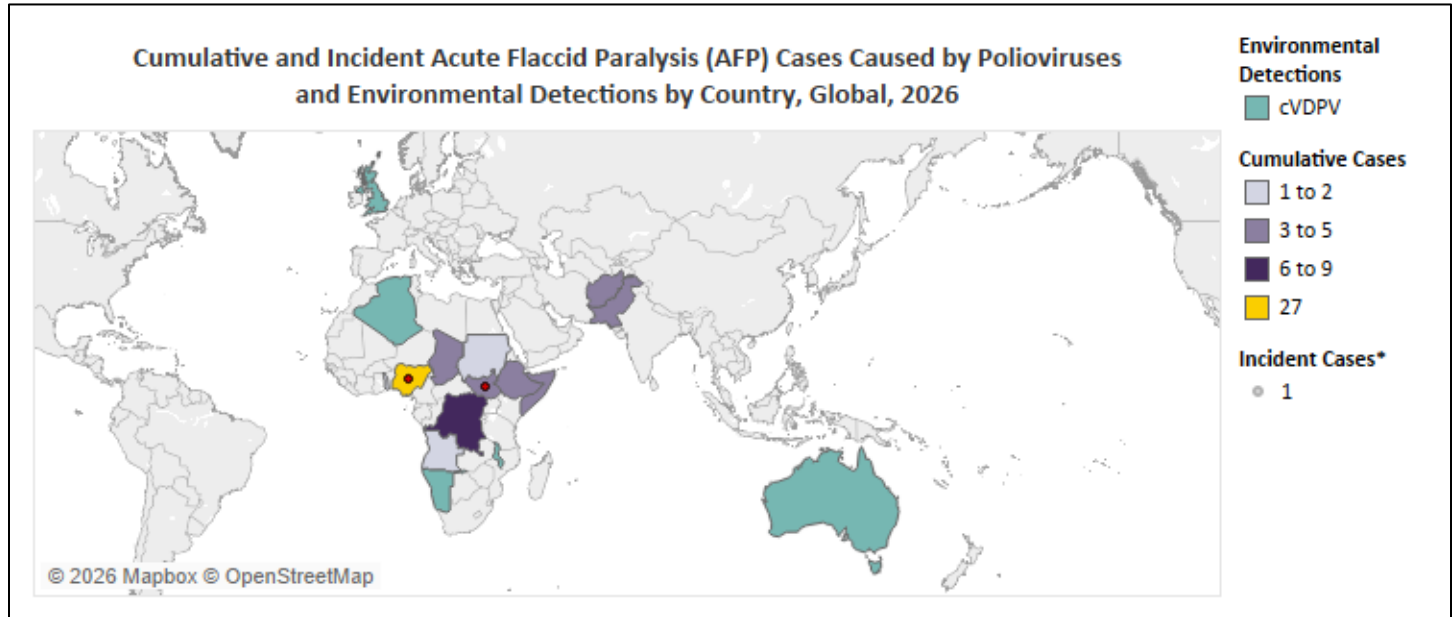 Cumulative and Incident Acute Flaccid Paralysis (AFP) Cases Caused by Polioviruses
and Environmental Detections by Country, Global, 2026
Environmental
Detections
cVDPV
Cumulative Cases
1 to 2
3 to 5
6 to 9
27
Incident Cases*
1
© 2026 Mapbox © OpenStreetMap